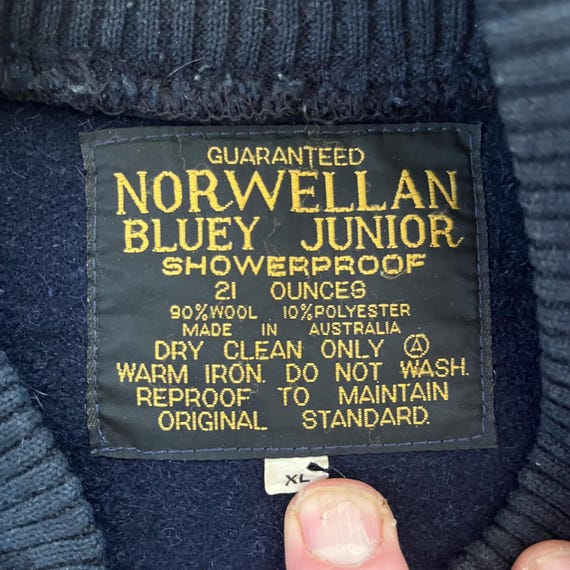 GUARANTEED
NORWELLAN
BLUEY JUNIOR
SHOWERPROOF
21 OUNCES
90% WOOL 10% POLYESTER
MADE IN AUSTRALIA
DRY CLEAN ONLY Ⓐ
WARM IRON. DO NOT WASH.
REPROOF TO MAINTAIN
ORIGINAL STANDARD.
XL